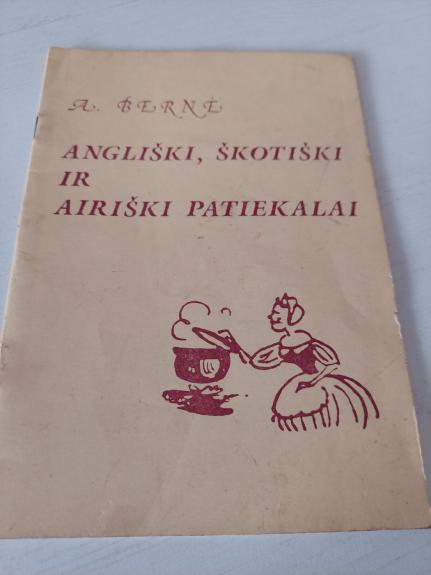 A. BERNĖ
ANGLIŠKI, ŠKOTIŠKI
IR
AIRIŠKI PATIEKALAI